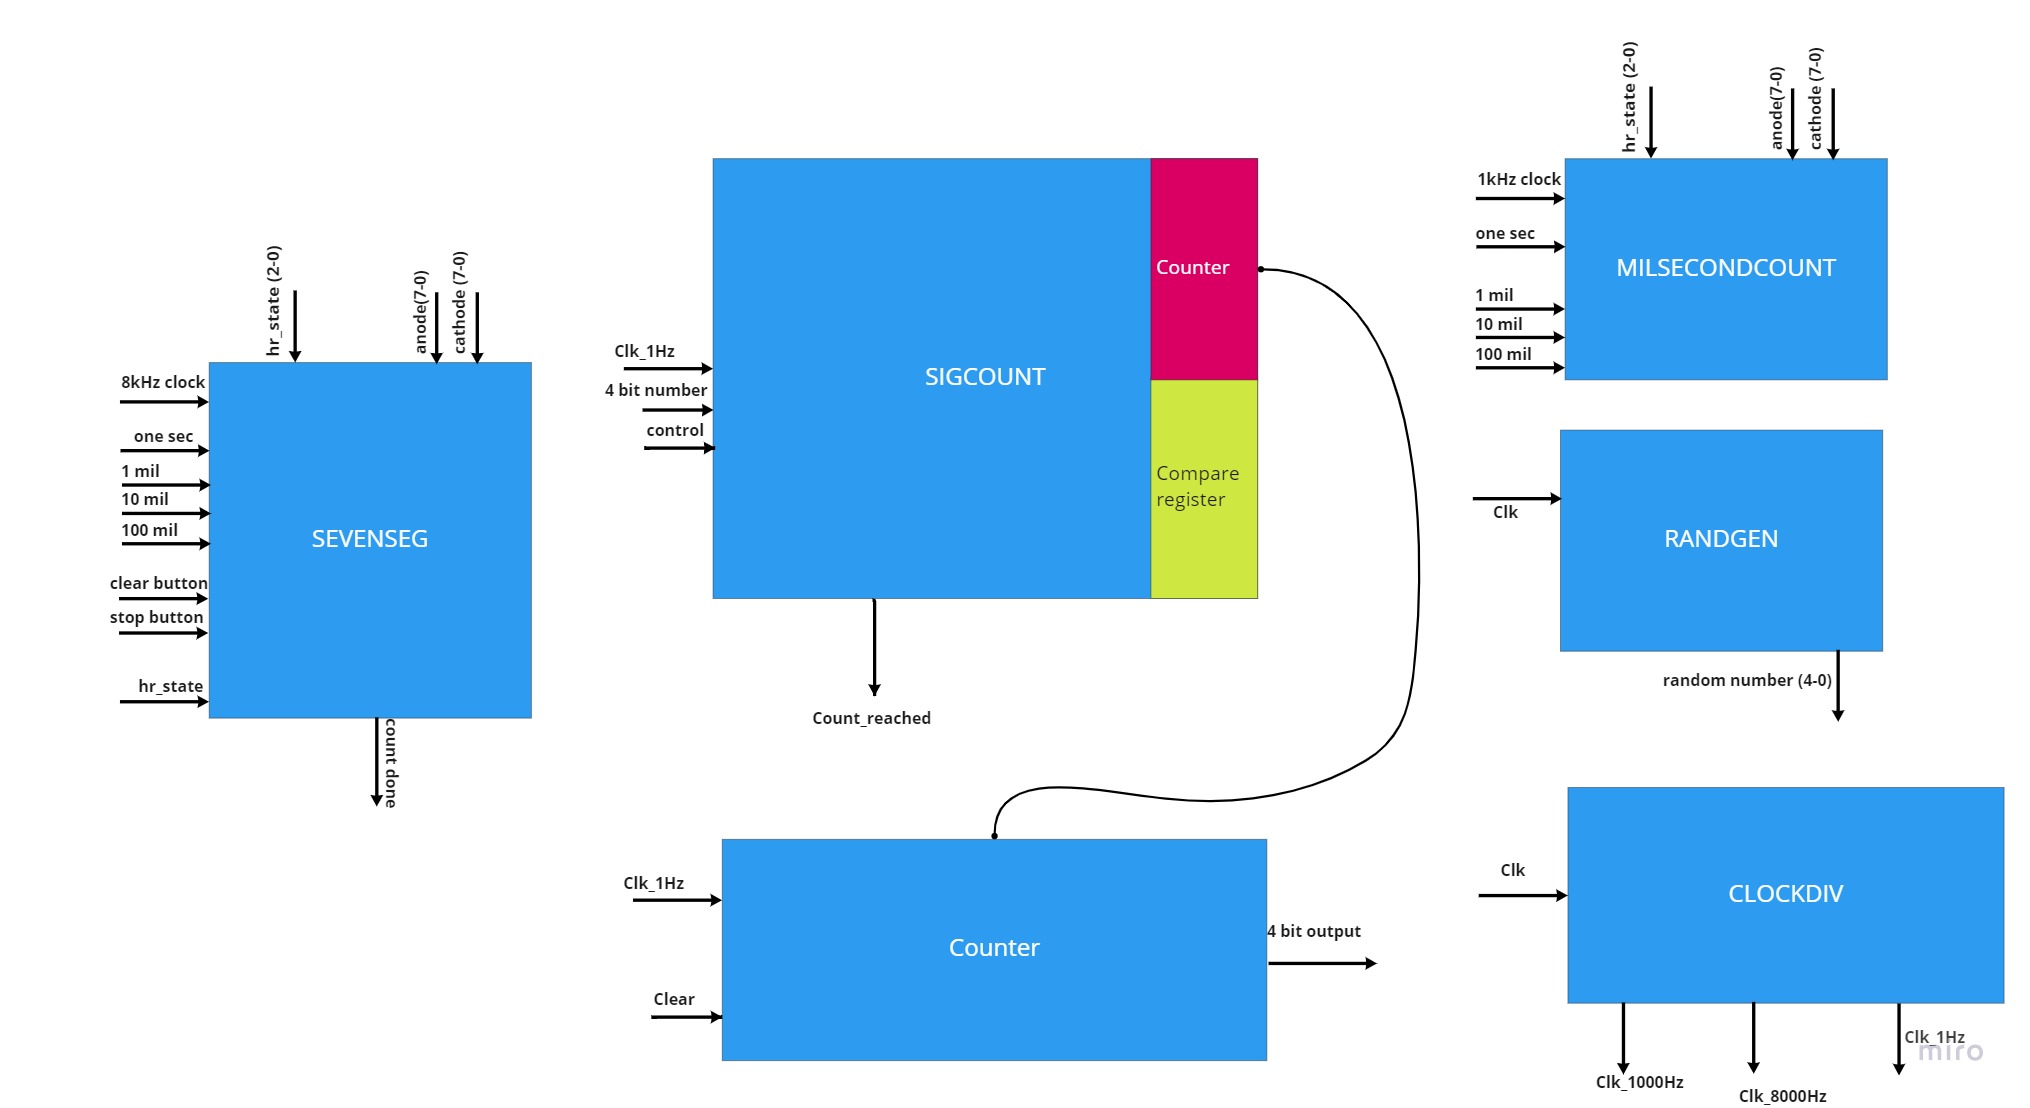 hr_state (2-0)
anode(7-0)
cathode (7-0)
8kHz clock
one sec
1 mil
10 mil
100 mil
clear button
stop button
hr_state
SEVENSEG
count done
Clk_1Hz
4 bit number
control
SIGCOUNT
Counter
Compare
register
Count_reached
Clk_1Hz
Clear
Counter
4 bit output
hr_state (2-0)
anode(7-0)
cathode (7-0)
1kHz clock
one sec
1 mil
10 mil
100 mil
MILSECONDCOUNT
Clk
RANDGEN
random number (4-0)
Clk
CLOCKDIV
Clk_1000Hz
Clk_8000Hz
Clk_1Hz
miro